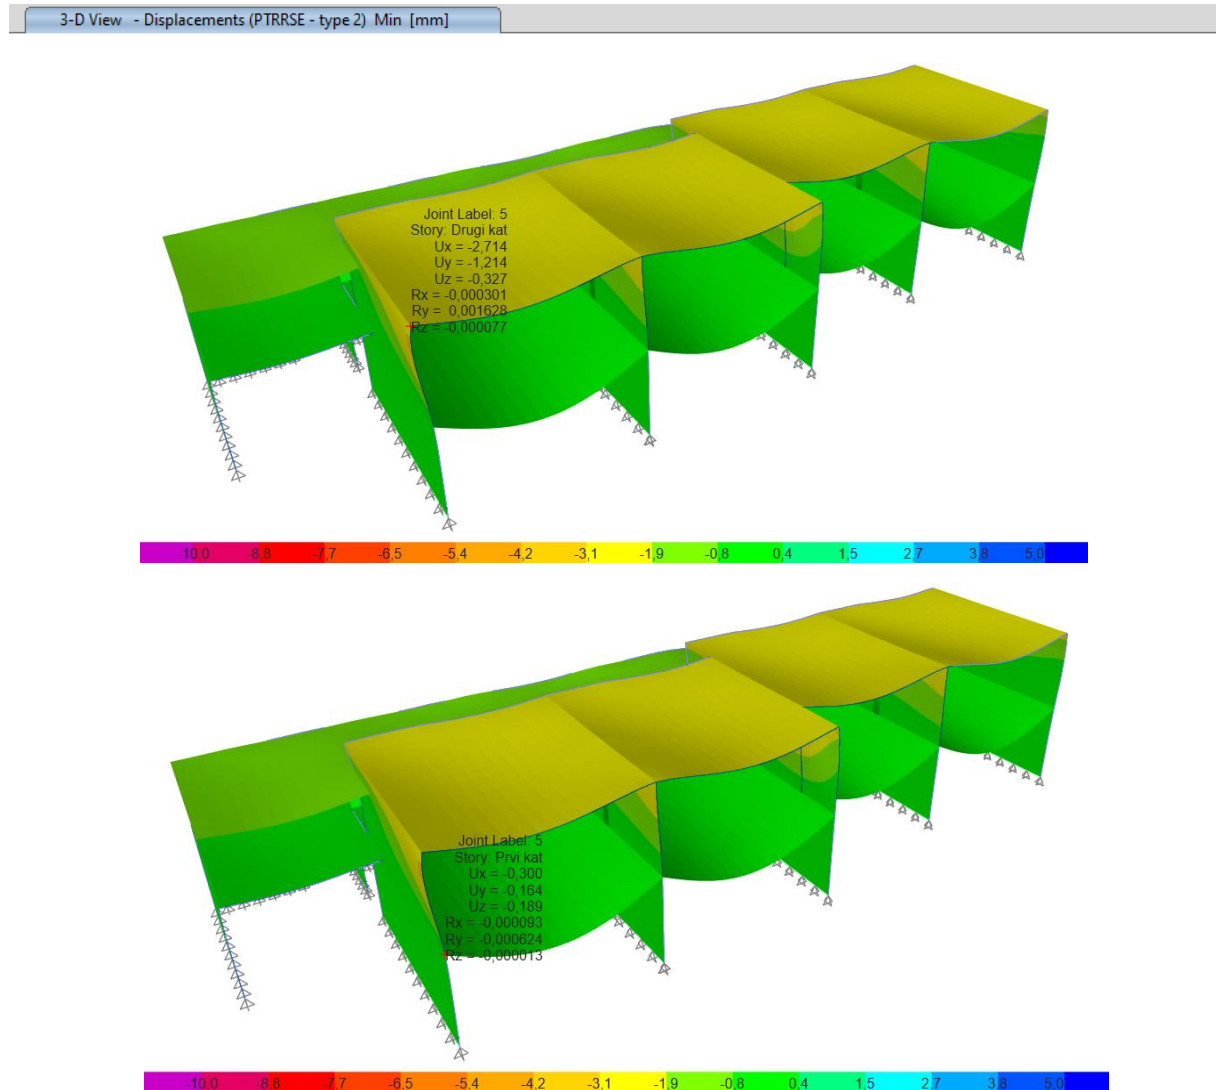 3-D View - Displacements (PTRRSE - type 2) Min [mm]
Joint Label: 5
Story: Drugi kat
Ux = -2,714
Uy = -1,214
Uz = -0,327
Rx = -0,000301
Ry = 0,001628
Rz = -0,000077
-10,0 -8,8 -7,7 -6,5 -5,4 -4,2 -3,1 -1,9 -0,8 0,4 1,5 2,7 3,8 5,0
Joint Label: 5
Story: Prvi kat
Ux = -0,300
Uy = -0,164
Uz = -0,189
Rx = -0,000093
Ry = -0,000624
Rz = -0,000013
-10,0 -8,8 -7,7 -6,5 -5,4 -4,2 -3,1 -1,9 -0,8 0,4 1,5 2,7 3,8 5,0